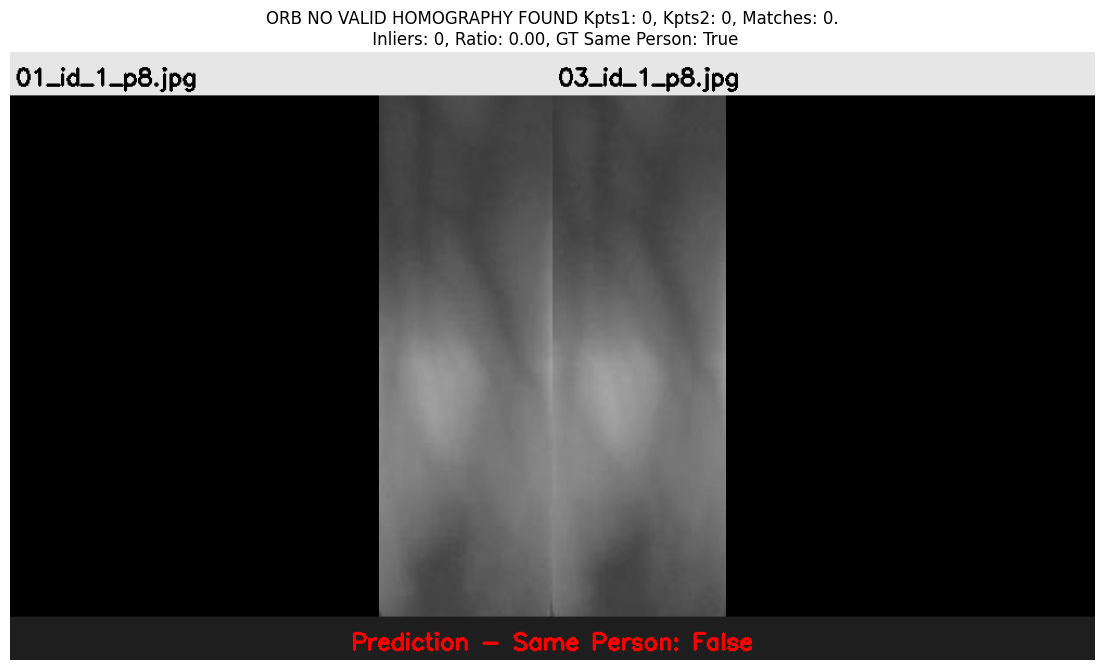 ORB NO VALID HOMOGRAPHY FOUND Kpts1: 0, Kpts2: 0, Matches: 0.
Inliers: 0, Ratio: 0.00, GT Same Person: True
01_id_1_p8.jpg
03_id_1_p8.jpg
Prediction - Same Person: False